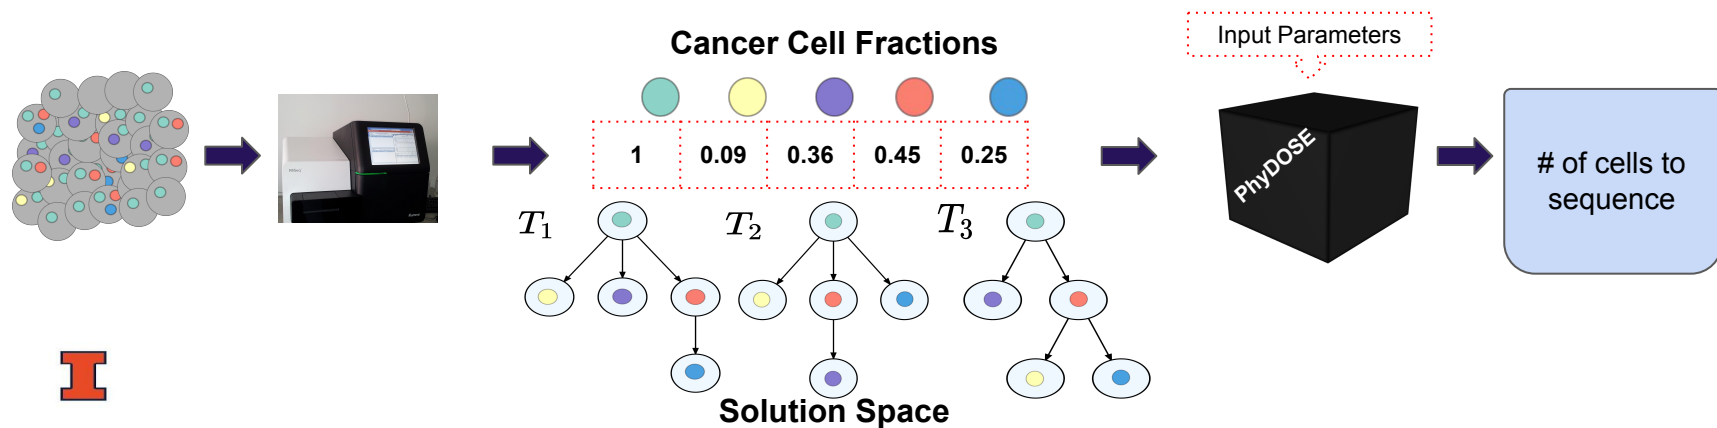 Cancer Cell Fractions
1 0.09 0.36 0.45 0.25
T1 T2 T3
Solution Space
Input Parameters
PhyDOSE
# of cells to
sequence